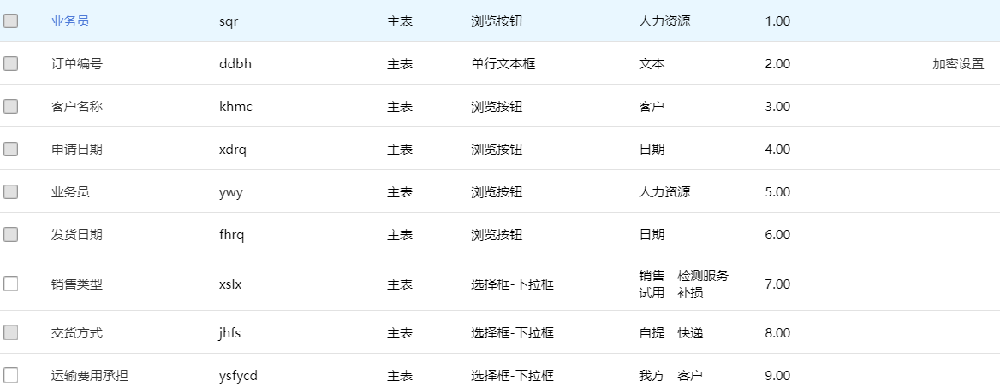 业务员 sqr 主表 浏览按钮 人力资源 1.00
订单编号 ddbh 主表 单行文本框 文本 2.00 加密设置
客户名称 khmc 主表 浏览按钮 客户 3.00
申请日期 xdrq 主表 浏览按钮 日期 4.00
业务员 ywy 主表 浏览按钮 人力资源 5.00
发货日期 fhrq 主表 浏览按钮 日期 6.00
销售类型 xslx 主表 选择框-下拉框 销售 检测服务 7.00
试用 补损
交货方式 jhfs 主表 选择框-下拉框 自提 快递 8.00
运输费用承担 ysfycd 主表 选择框-下拉框 我方 客户 9.00